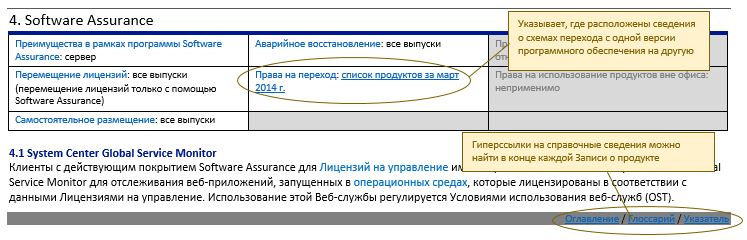 4. Software Assurance
Указывает, где расположены сведения
о схемах перехода с одной версии
программного обеспечения на другую
Преимущества в рамках программы Software
Assurance: сервер
Аварийное восстановление: все выпуски
Перемещение лицензий: все выпуски
(перемещение лицензий только с помощью
Software Assurance)
Права на переход: список продуктов за март
2014 г.
Права на использование продуктов вне офиса:
неприменимо
Самостоятельное размещение: все выпуски
Гиперссылки на справочные сведения можно
найти в конце каждой Записи о продукте
4.1 System Center Global Service Monitor
Клиенты с действующим покрытием Software Assurance для Лицензий на управление
Service Monitor для отслеживания веб-приложений, запущенных в операционных средах, которые лицензированы в соответствии с
данными Лицензиями на управление. Использование этой Веб-службы регулируется Условиями использования веб-служб (OST).
Оглавление / Глоссарий / Указатель